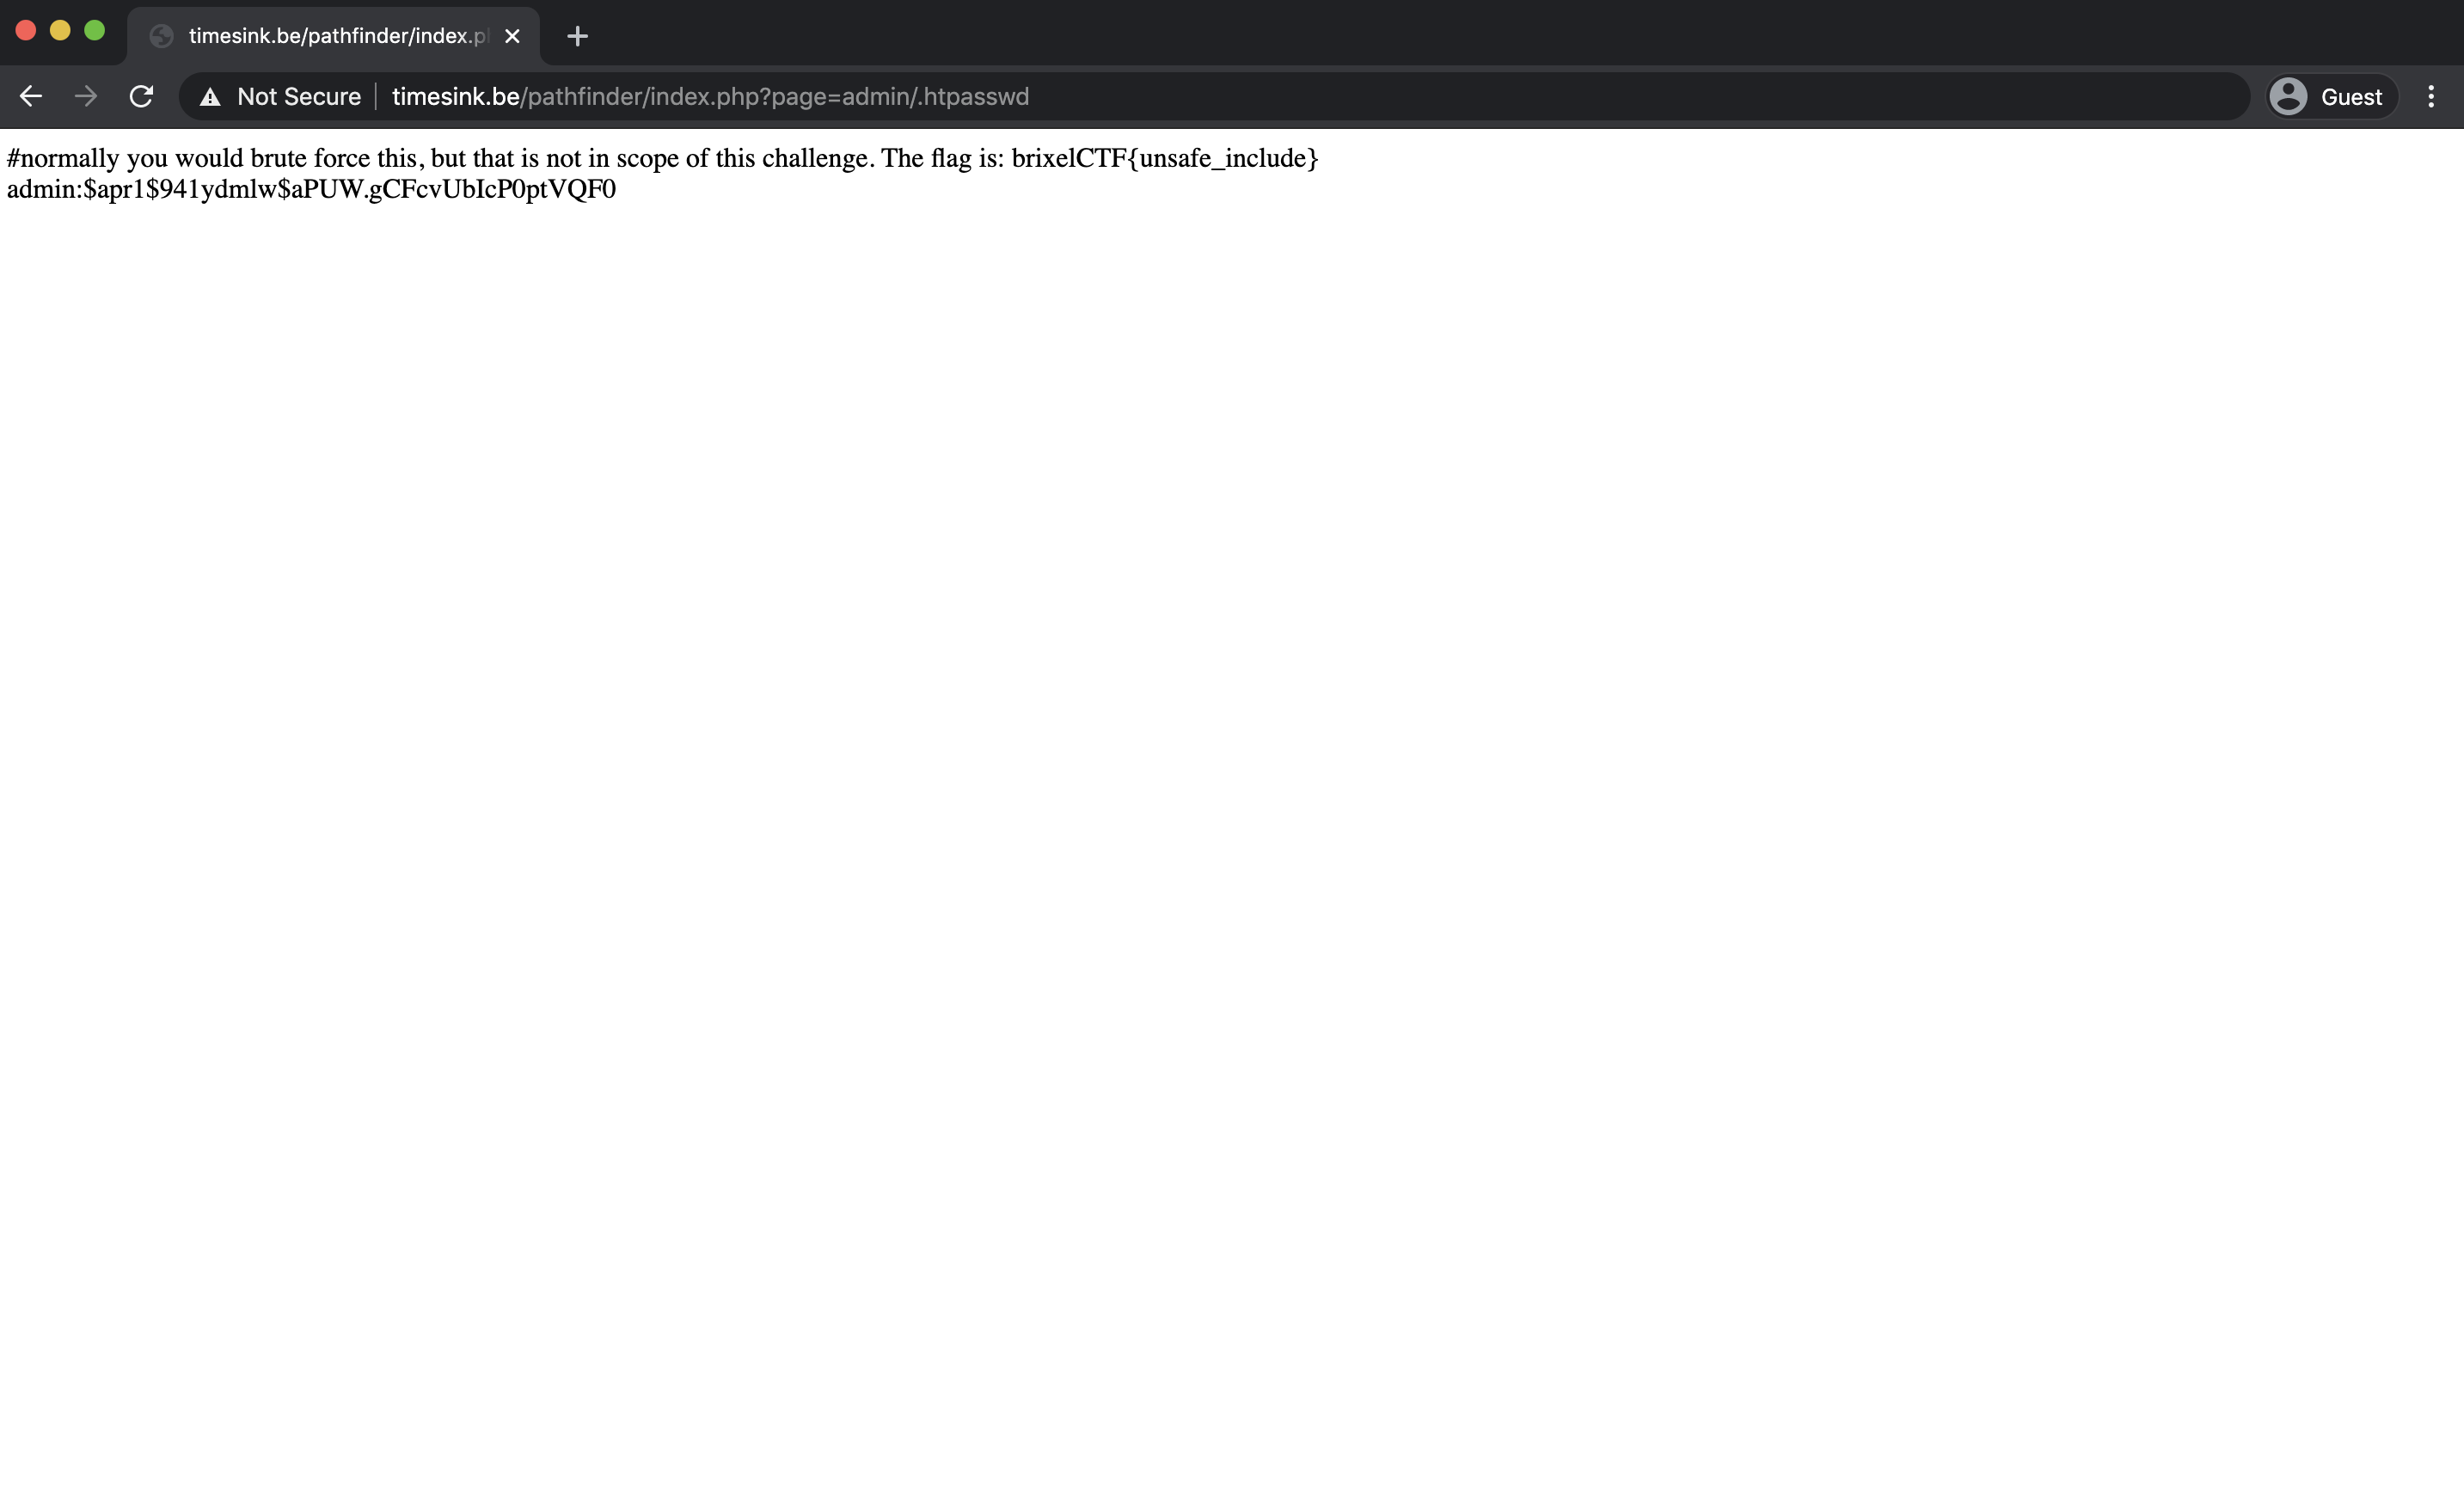 timesink.be/pathfinder/index.p
Not Secure timesink.be/pathfinder/index.php?page=admin/.htpasswd Guest
#normally you would brute force this, but that is not in scope of this challenge. The flag is: brixelCTF{unsafe_include}
admin:$apr1$941ydmlw$aPUW.gCFcvUbIcP0ptVQF0